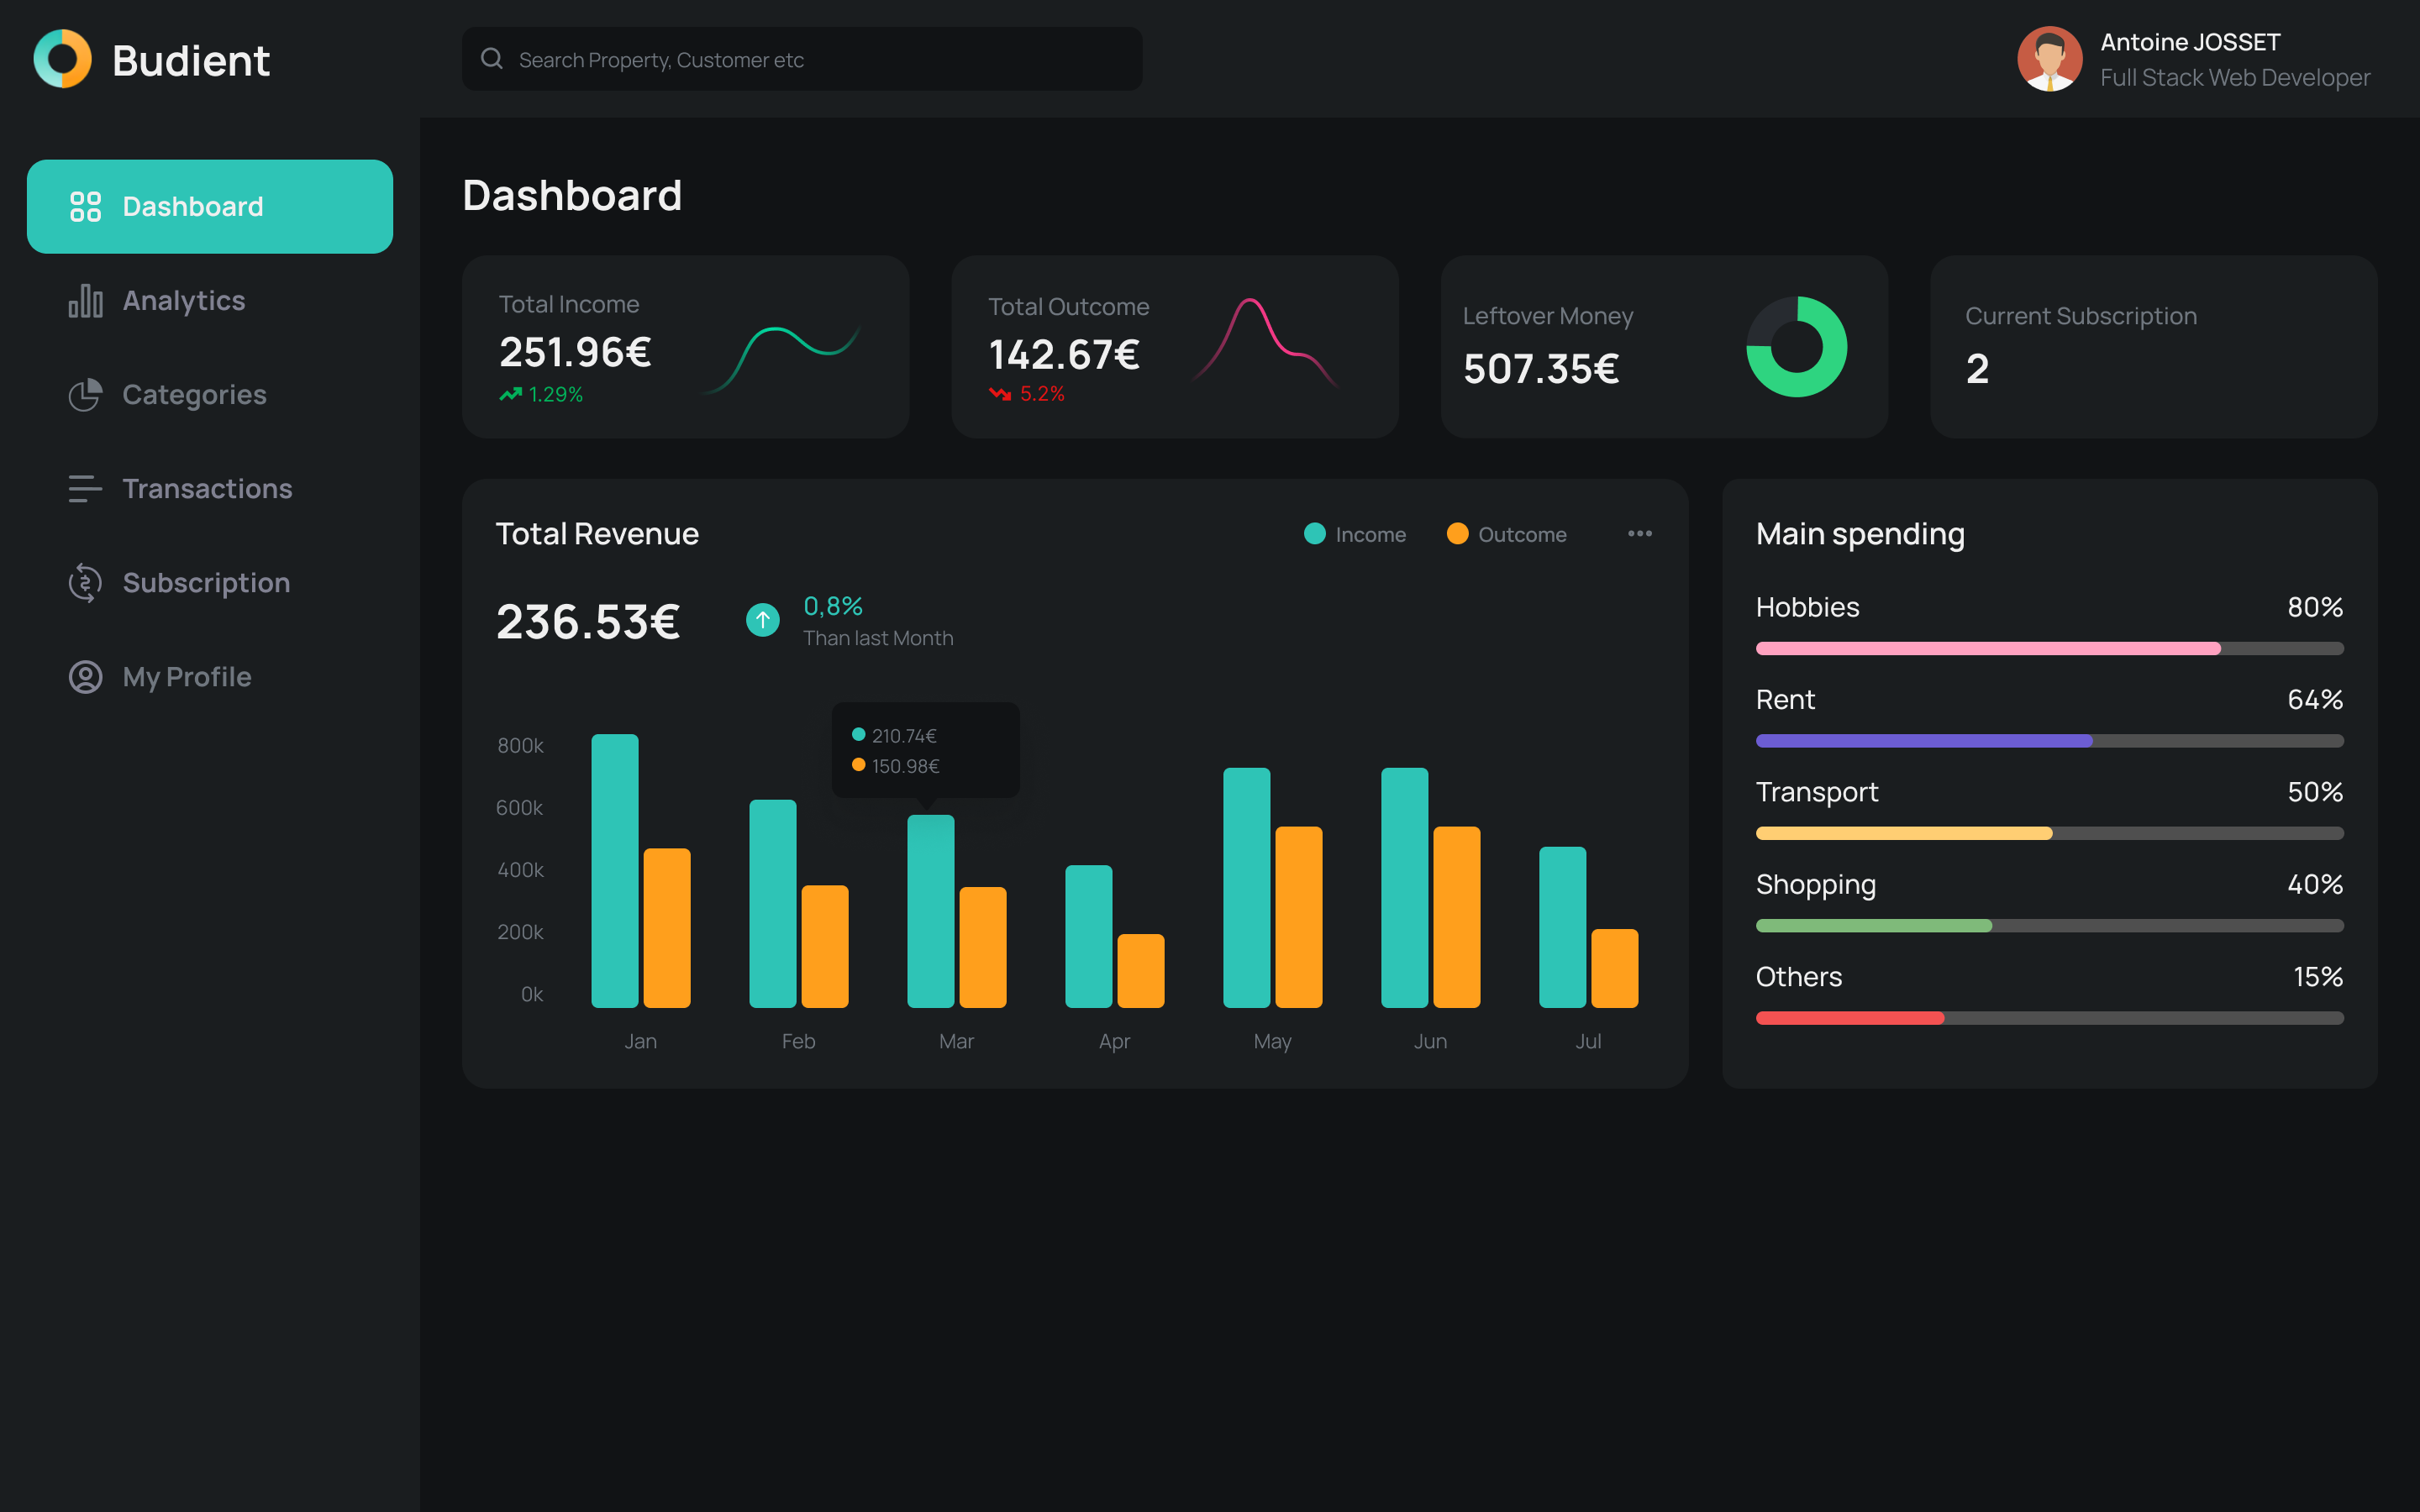 Budient
Search Property, Customer etc
Antoine JOSSET
Full Stack Web Developer
Dashboard
Analytics
Categories
Transactions
Subscription
My Profile
Dashboard
Total Income
251.96€
1.29%
Total Outcome
142.67€
5.2%
Leftover Money
507.35€
Current Subscription
2
Total Revenue
Income
Outcome
236.53€
0,8%
Than last Month
210.74€
150.98€
800k
600k
400k
200k
0k
Jan
Feb
Mar
Apr
May
Jun
Jul
Main spending
Hobbies 80%
Rent 64%
Transport 50%
Shopping 40%
Others 15%